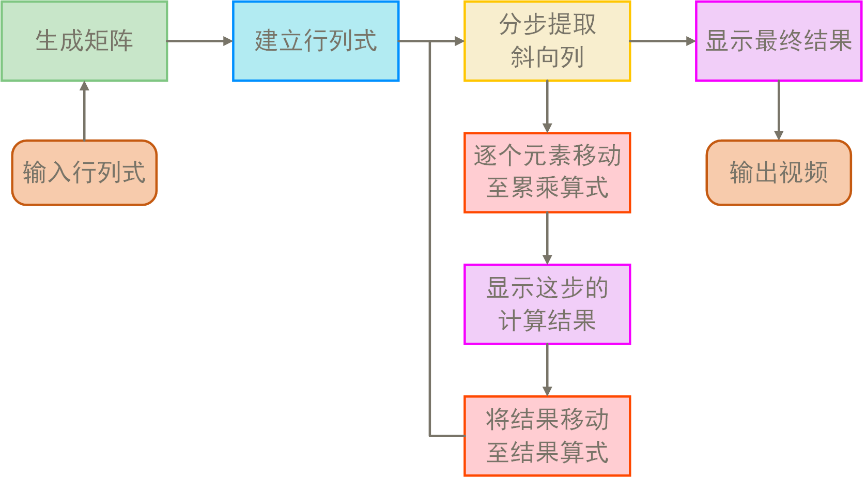 生成矩阵
建立行列式
分步提取
斜向列
显示最终结果
输入行列式
逐个元素移动
至累乘算式
输出视频
显示这步的
计算结果
将结果移动
至结果算式